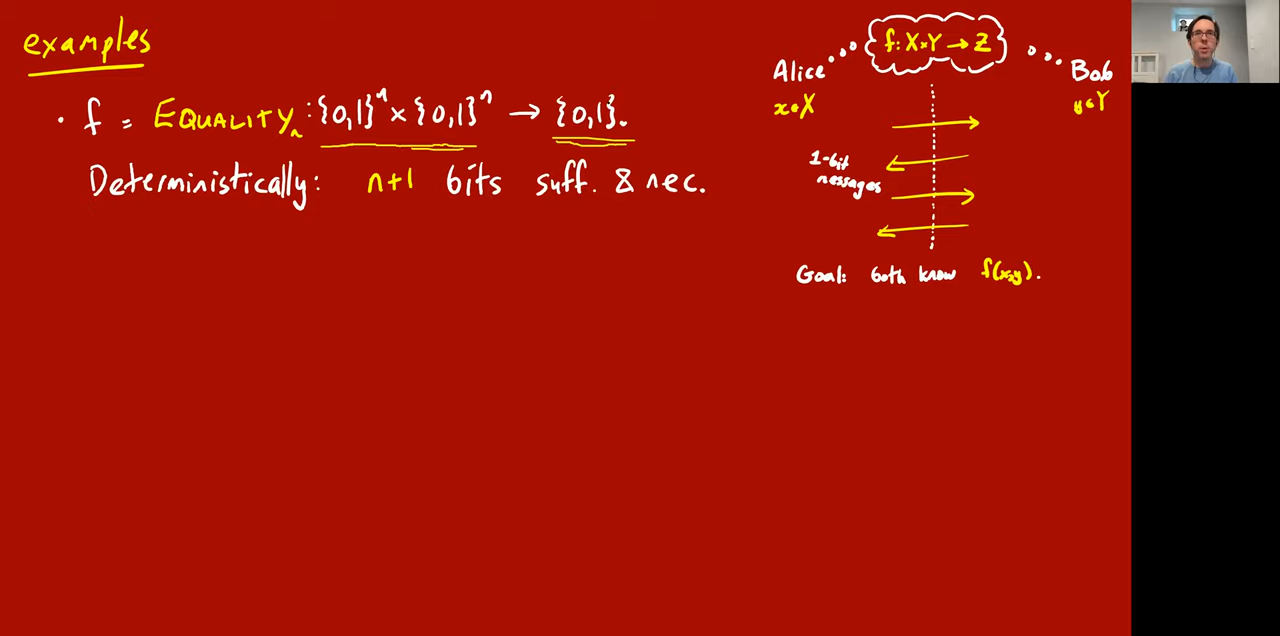 examples
• f = EQUALITYₙ : {0,1}ⁿ × {0,1}ⁿ → {0,1}.
Deterministically: n+1 bits suff. & nec.
f: X×Y → Z
Alice
Bob
x∈X
y∈Y
1-bit
messages
Goal: both know f(x,y).